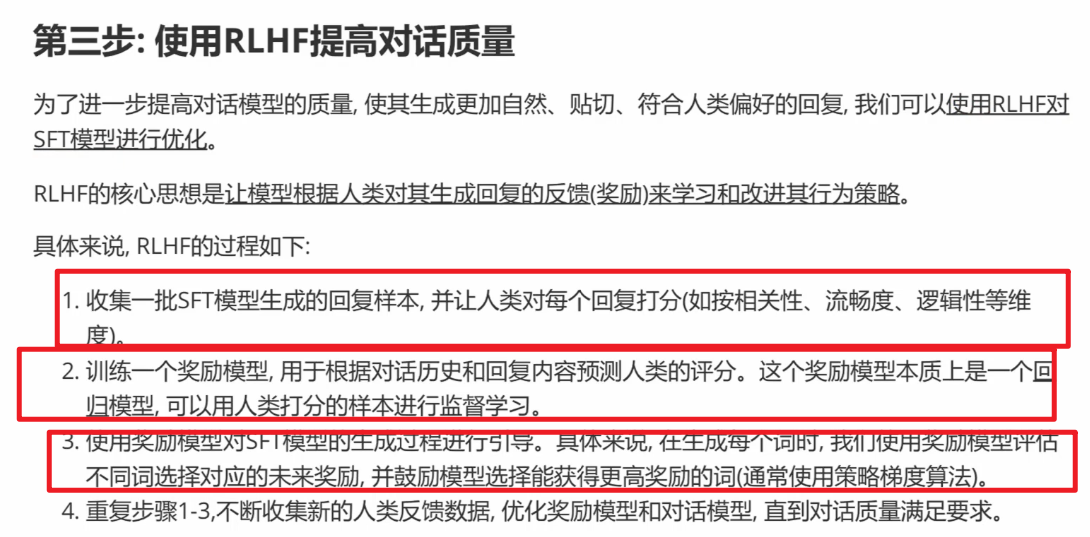 第三步: 使用RLHF提高对话质量
为了进一步提高对话模型的质量, 使其生成更加自然、贴切、符合人类偏好的回复, 我们可以使用RLHF对
SFT模型进行优化。
RLHF的核心思想是让模型根据人类对其生成回复的反馈(奖励)来学习和改进其行为策略。
具体来说, RLHF的过程如下:
1. 收集一批SFT模型生成的回复样本, 并让人类对每个回复打分(如按相关性、流畅度、逻辑性等维
度)。
2. 训练一个奖励模型, 用于根据对话历史和回复内容预测人类的评分。这个奖励模型本质上是一个回
归模型, 可以用人类打分的样本进行监督学习。
3. 使用奖励模型对SFT模型的生成过程进行引导。具体来说, 在生成每个词时, 我们使用奖励模型评估
不同词选择对应的未来奖励, 并鼓励模型选择能获得更高奖励的词(通常使用策略梯度算法)。
4. 重复步骤1-3,不断收集新的人类反馈数据, 优化奖励模型和对话模型, 直到对话质量满足要求。